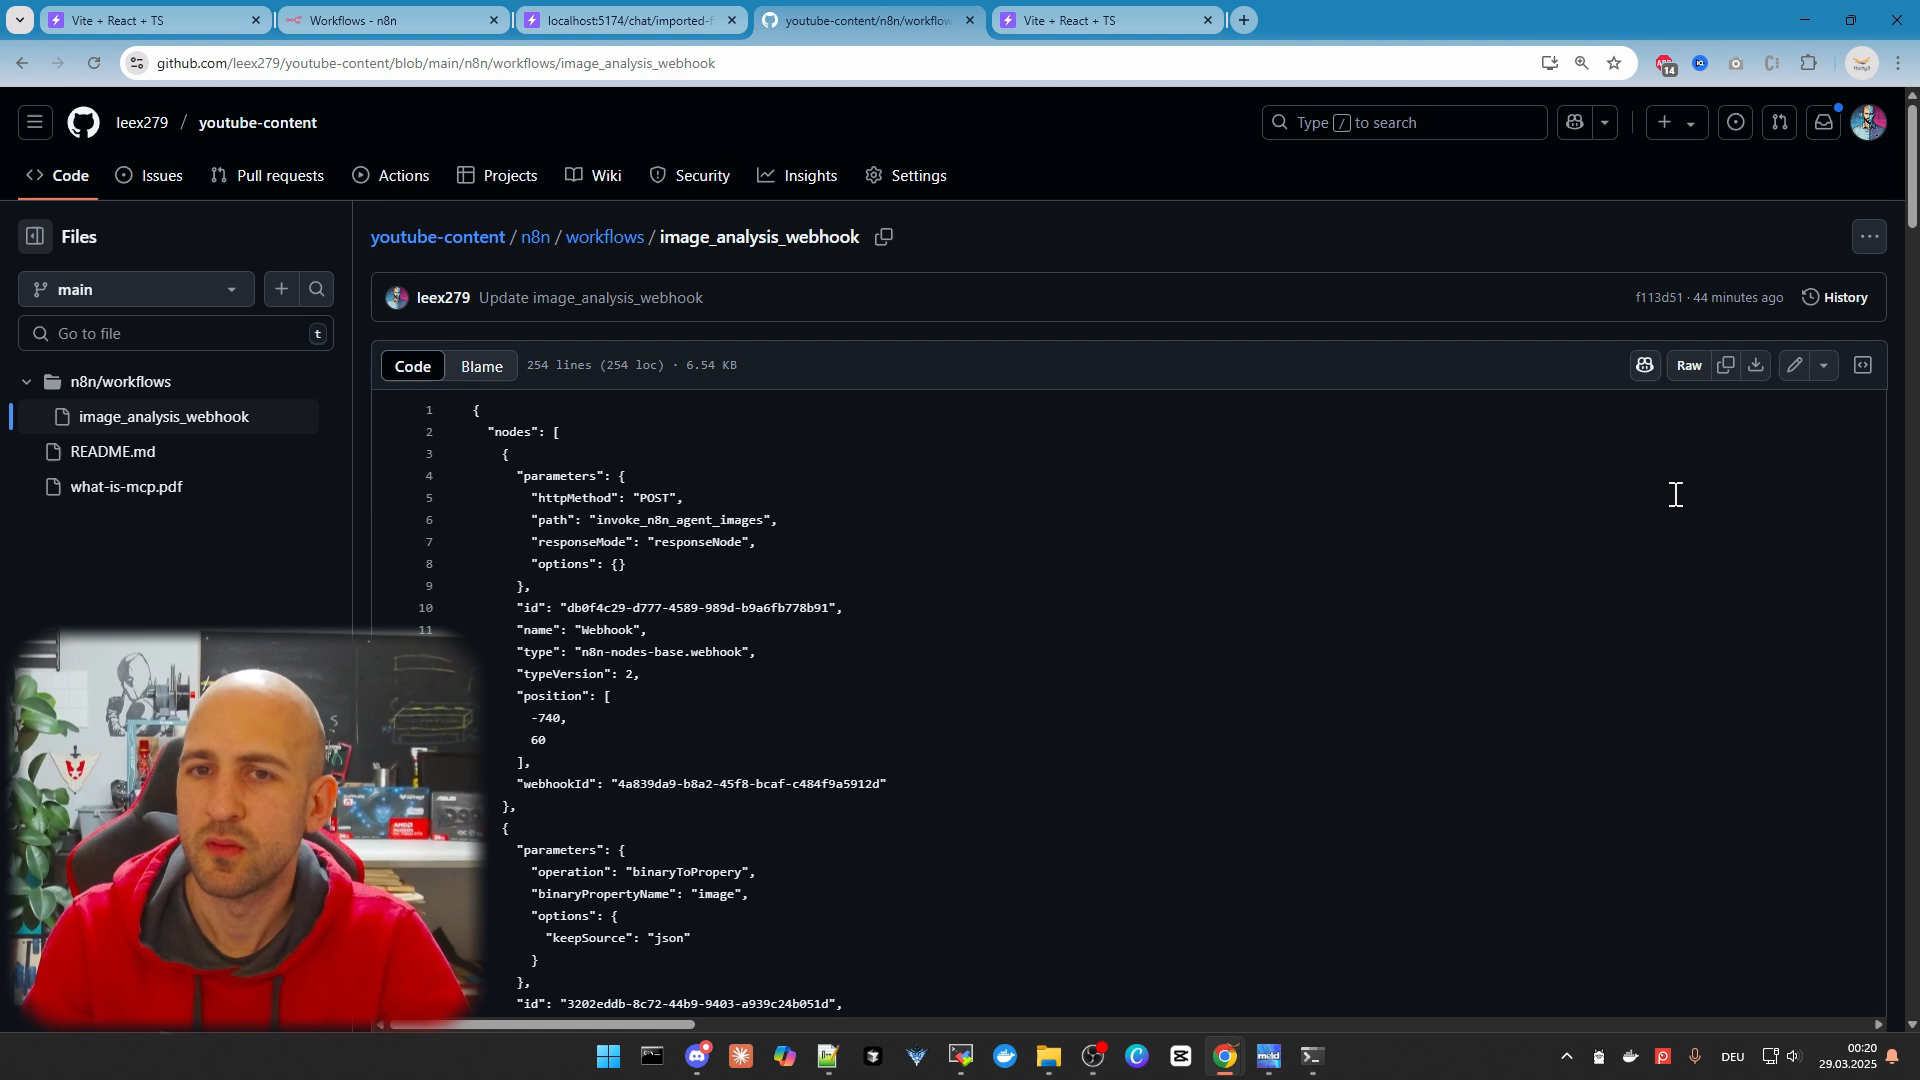 Vite + React + TS
Workflows - n8n
localhost:5174/chat/imported-f
youtube-content/n8n/workflow
Vite + React + TS
github.com/leex279/youtube-content/blob/main/n8n/workflows/image_analysis_webhook
14
leex279 / youtube-content
Type / to search
Code
Issues
Pull requests
Actions
Projects
Wiki
Security
Insights
Settings
Files
youtube-content / n8n / workflows / image_analysis_webhook
main
leex279 Update image_analysis_webhook
f113d51 · 44 minutes ago
History
Go to file
t
Code
Blame
254 lines (254 loc) · 6.54 KB
Raw
n8n/workflows
image_analysis_webhook
README.md
what-is-mcp.pdf
1 {
2 "nodes": [
3 {
4 "parameters": {
5 "httpMethod": "POST",
6 "path": "invoke_n8n_agent_images",
7 "responseMode": "responseNode",
8 "options": {}
9 },
10 "id": "db0f4c29-d777-4589-989d-b9a6fb778b91",
11 "name": "Webhook",
"type": "n8n-nodes-base.webhook",
"typeVersion": 2,
"position": [
-740,
60
],
"webhookId": "4a839da9-b8a2-45f8-bcaf-c484f9a5912d"
},
{
"parameters": {
"operation": "binaryToPropery",
"binaryPropertyName": "image",
"options": {
"keepSource": "json"
}
},
"id": "3202eddb-8c72-44b9-9403-a939c24b051d",
DEU
00:20
29.03.2025